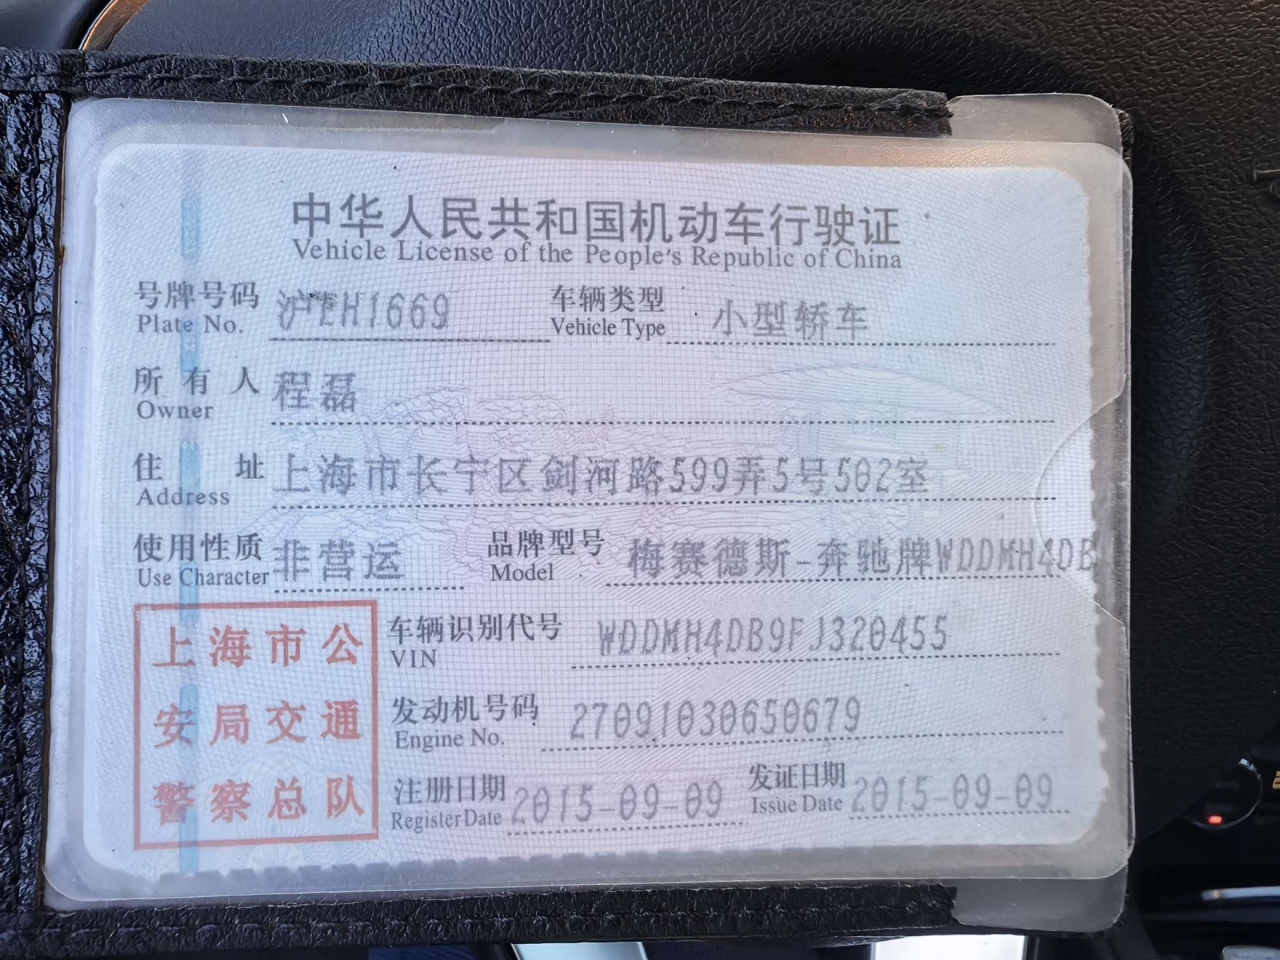 中华人民共和国机动车行驶证
Vehicle License of the People's Republic of China
号牌号码 沪EH1669 车辆类型 小型轿车
Plate No. Vehicle Type
所有人 程磊
Owner
住址 上海市长宁区剑河路599弄5号502室
Address
使用性质 非营运 品牌型号 梅赛德斯-奔驰牌WDDMH4DB
Use Character Model
上海市公
安局交通
警察总队
车辆识别代号 WDDMH4DB9FJ320455
VIN
发动机号码 27091030650679
Engine No.
注册日期 2015-09-09 发证日期 2015-09-09
Register Date Issue Date